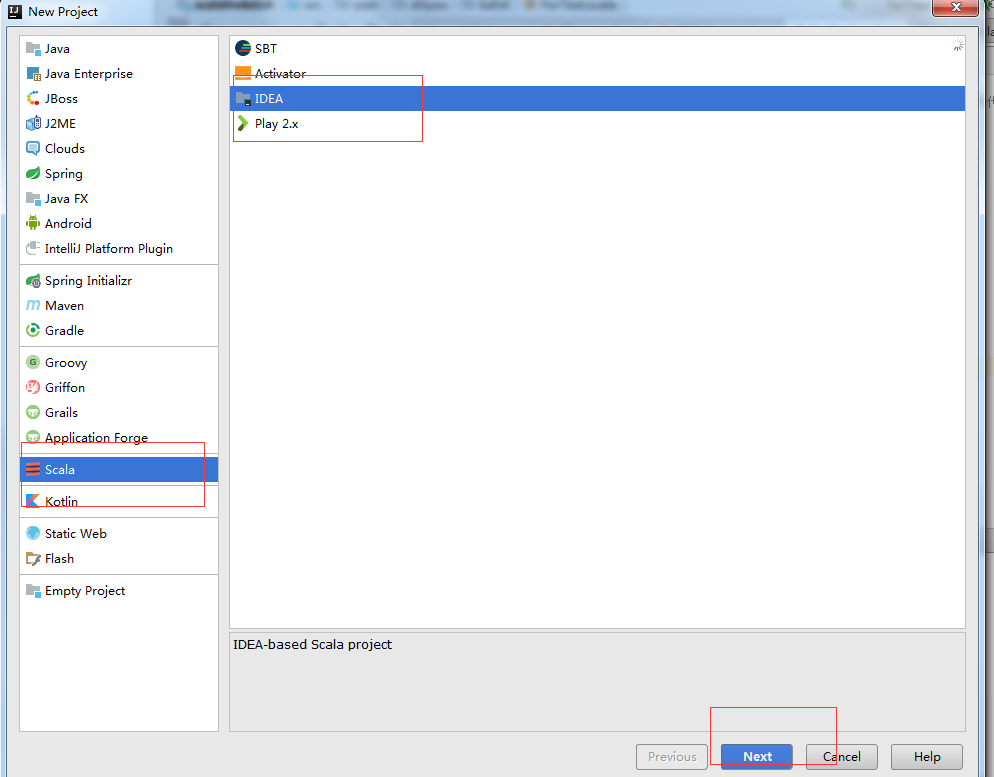 New Project
Java
Java Enterprise
JBoss
J2ME
Clouds
Spring
Java FX
Android
IntelliJ Platform Plugin
Spring Initializr
Maven
Gradle
Groovy
Griffon
Grails
Application Forge
Scala
Kotlin
Static Web
Flash
Empty Project
SBT
Activator
IDEA
Play 2.x
IDEA-based Scala project
Previous
Next
Cancel
Help